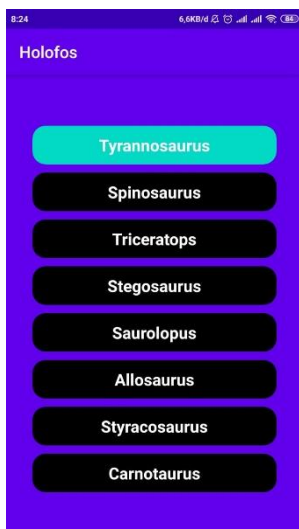 8:24 6,6KB/d 84
Holofos
Tyrannosaurus
Spinosaurus
Triceratops
Stegosaurus
Saurolopus
Allosaurus
Styracosaurus
Carnotaurus